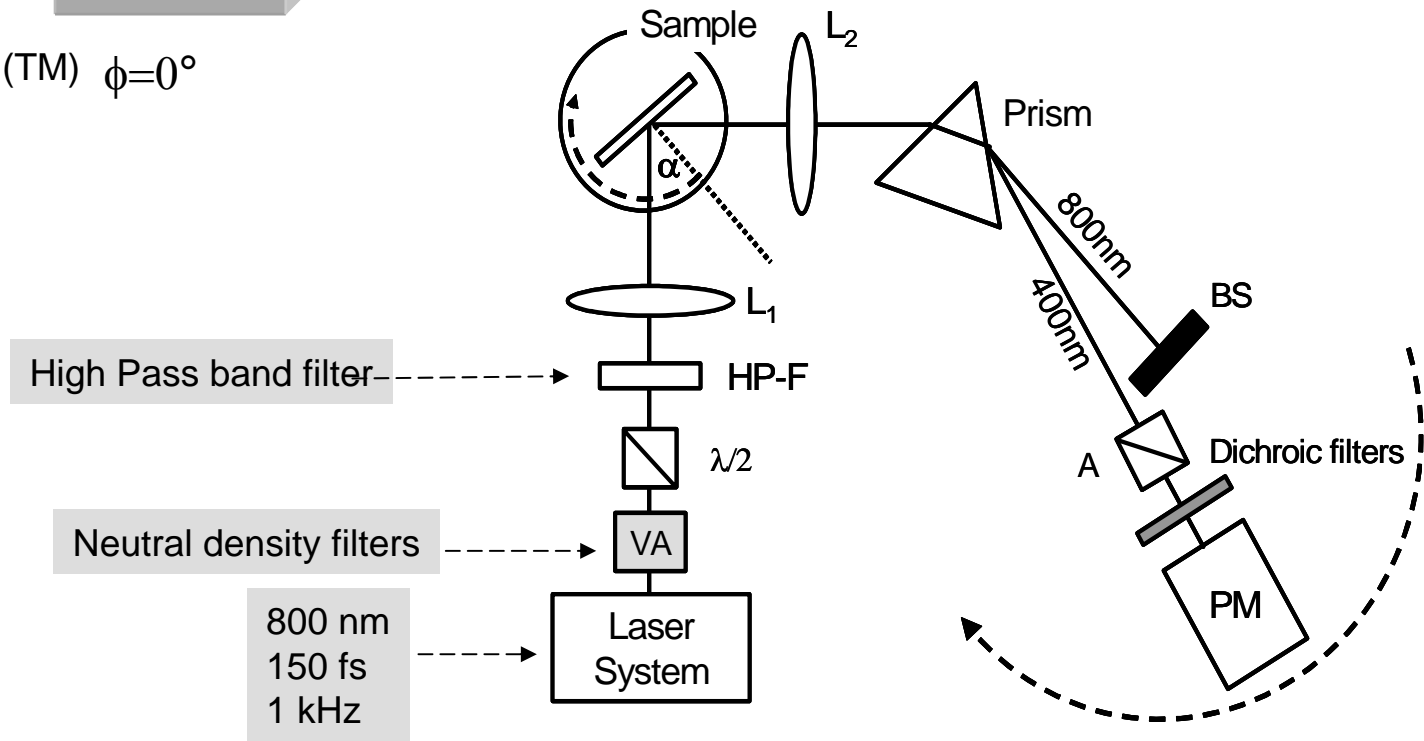 (TM) ϕ=0°
Sample
L₂
Prism
α
800nm
400nm
BS
L₁
High Pass band filter
HP-F
λ/2
A
Dichroic filters
Neutral density filters
VA
PM
800 nm
150 fs
1 kHz
Laser
System